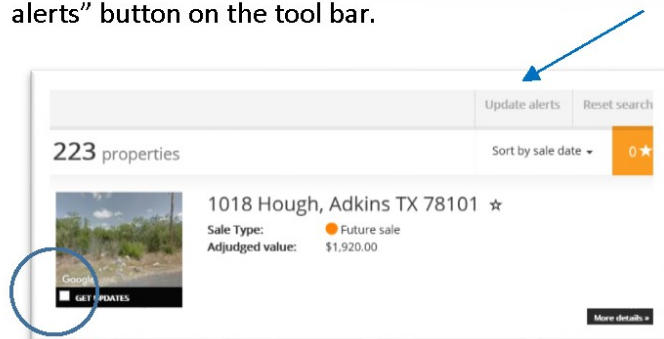 alerts” button on the tool bar.
Update alerts Reset search
223 properties Sort by sale date 0
1018 Hough, Adkins TX 78101
Sale Type: Future sale
Adjudged value: $1,920.00
Google
GET UPDATES
More details »